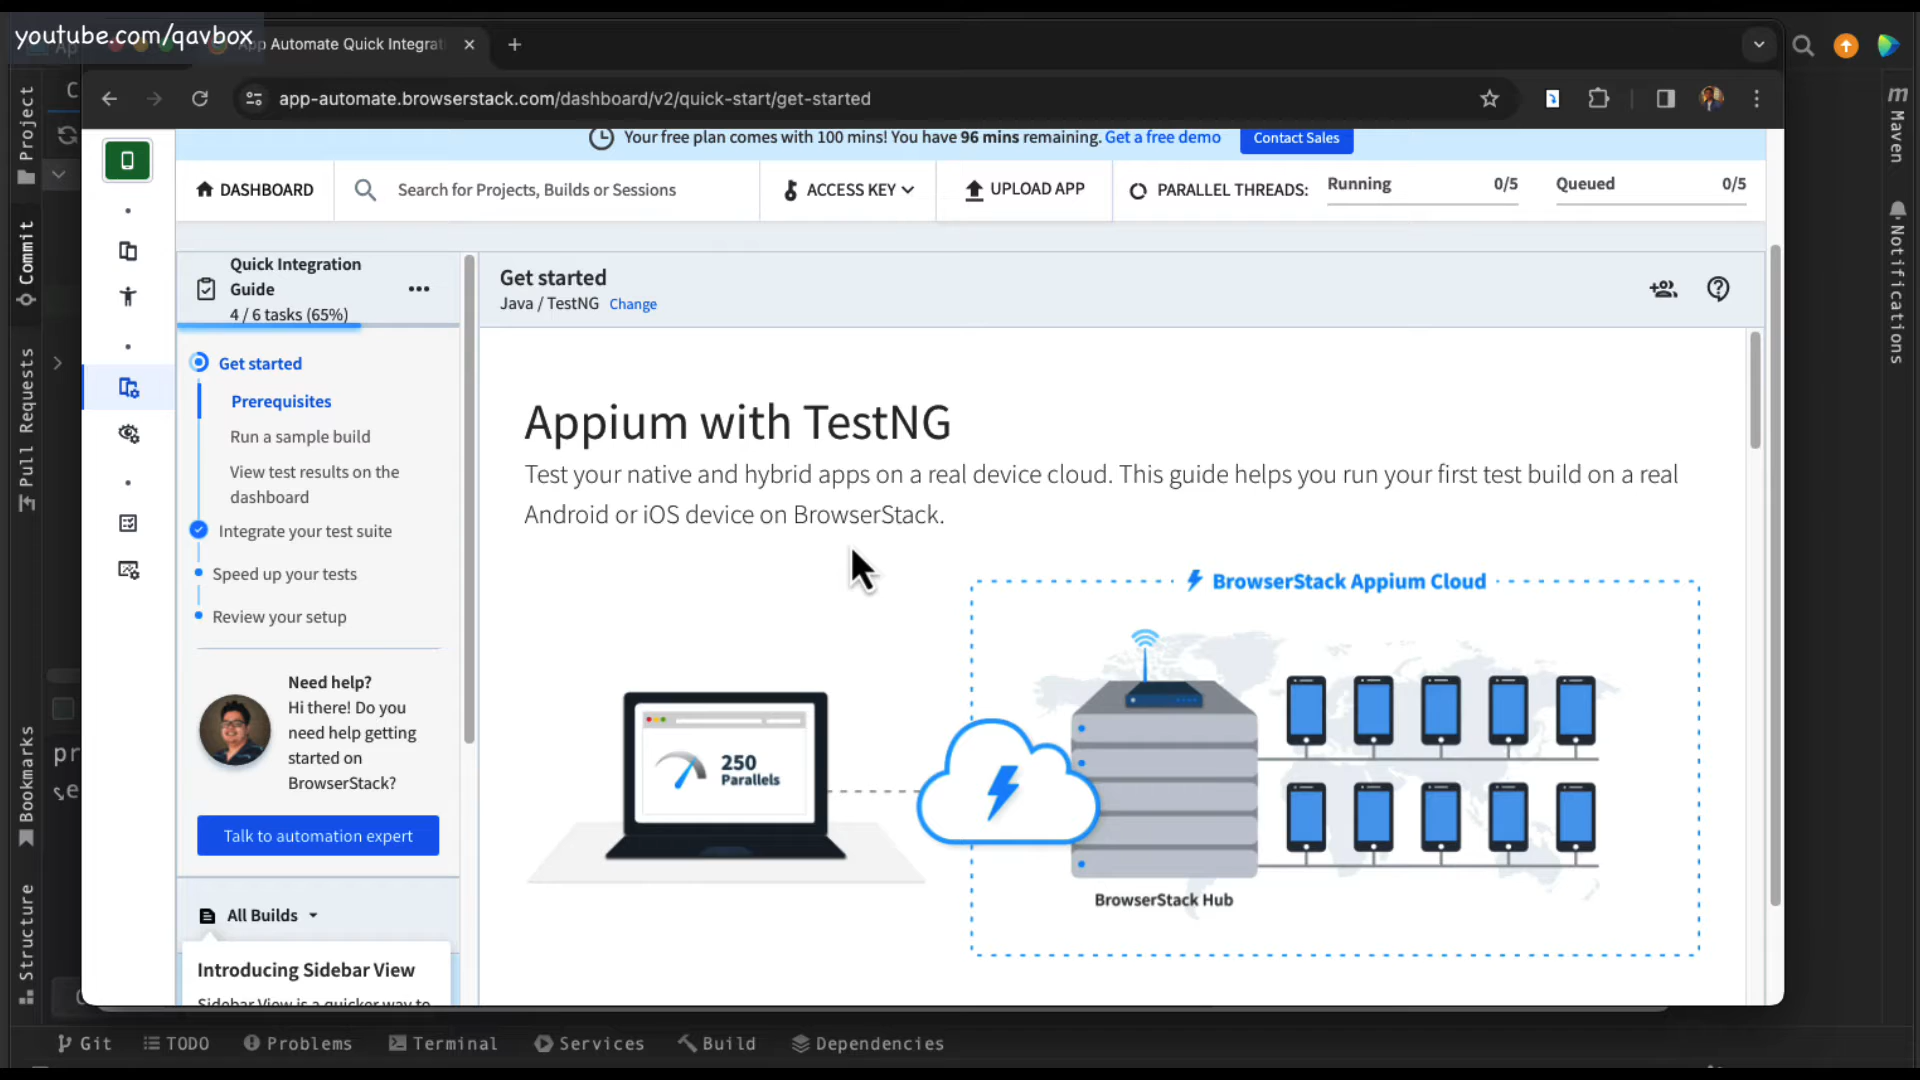 youtube.com/qavbox
App Automate Quick Integrat
app-automate.browserstack.com/dashboard/v2/quick-start/get-started
Your free plan comes with 100 mins! You have 96 mins remaining. Get a free demo
Contact Sales
DASHBOARD
Search for Projects, Builds or Sessions
ACCESS KEY
UPLOAD APP
PARALLEL THREADS:
Running 0/5
Queued 0/5
Quick Integration
Guide
4 / 6 tasks (65%)
Get started
Prerequisites
Run a sample build
View test results on the
dashboard
Integrate your test suite
Speed up your tests
Review your setup
Need help?
Hi there! Do you
need help getting
started on
BrowserStack?
Talk to automation expert
All Builds
Introducing Sidebar View
Sidebar View is a quicker way to
Get started
Java / TestNG Change
Appium with TestNG
Test your native and hybrid apps on a real device cloud. This guide helps you run your first test build on a real
Android or iOS device on BrowserStack.
BrowserStack Appium Cloud
250
Parallels
BrowserStack Hub
Project
Commit
Pull Requests
Bookmarks
Structure
Maven
Notifications
Git
TODO
Problems
Terminal
Services
Build
Dependencies